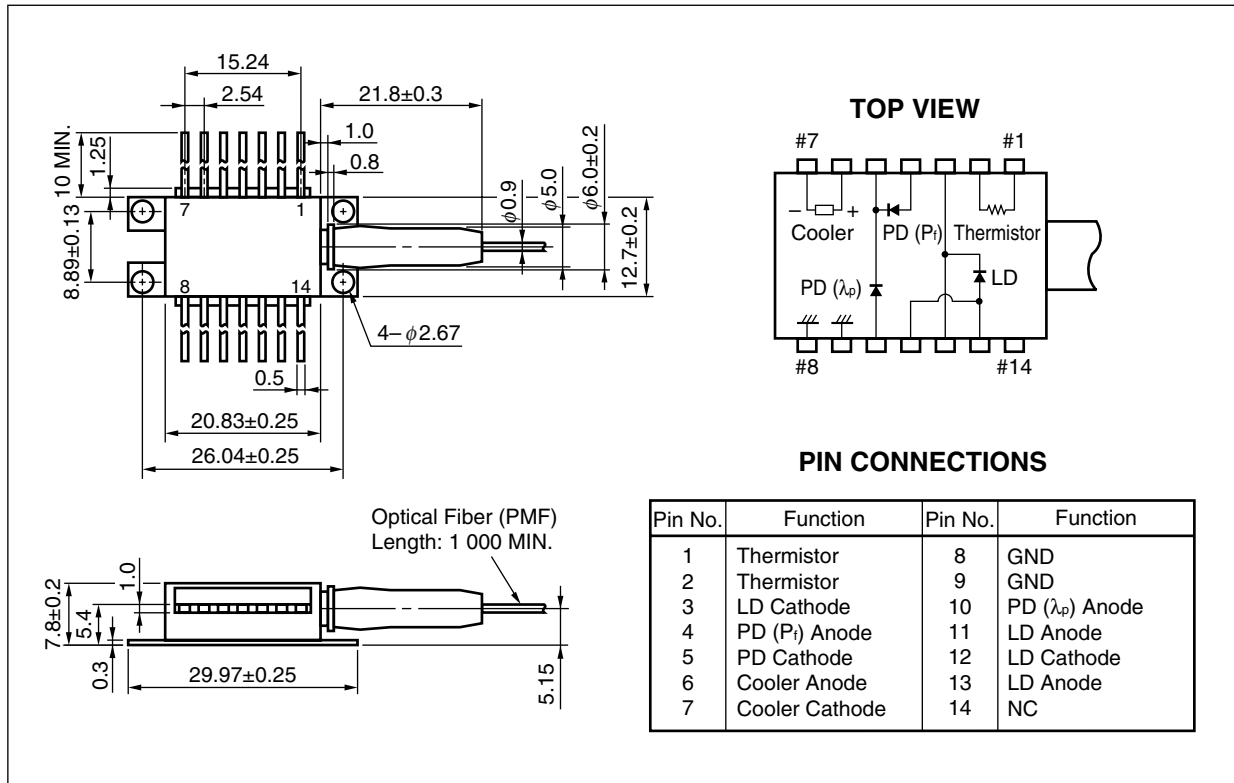 15.24
2.54
21.8±0.3
1.0
0.8
10 MIN.
1.25
7 1
8.89±0.13
8 14
φ0.9
φ5.0
φ6.0±0.2
12.7±0.2
4–φ2.67
0.5
20.83±0.25
26.04±0.25
TOP VIEW
#7 #1
– +
Cooler PD (Pf) Thermistor
PD (λp) LD
#8 #14
Optical Fiber (PMF)
Length: 1 000 MIN.
7.8±0.2
5.4
1.0
0.3
29.97±0.25
5.15
PIN CONNECTIONS
Pin No. Function Pin No. Function
1 Thermistor 8 GND
2 Thermistor 9 GND
3 LD Cathode 10 PD (λp) Anode
4 PD (Pf) Anode 11 LD Anode
5 PD Cathode 12 LD Cathode
6 Cooler Anode 13 LD Anode
7 Cooler Cathode 14 NC